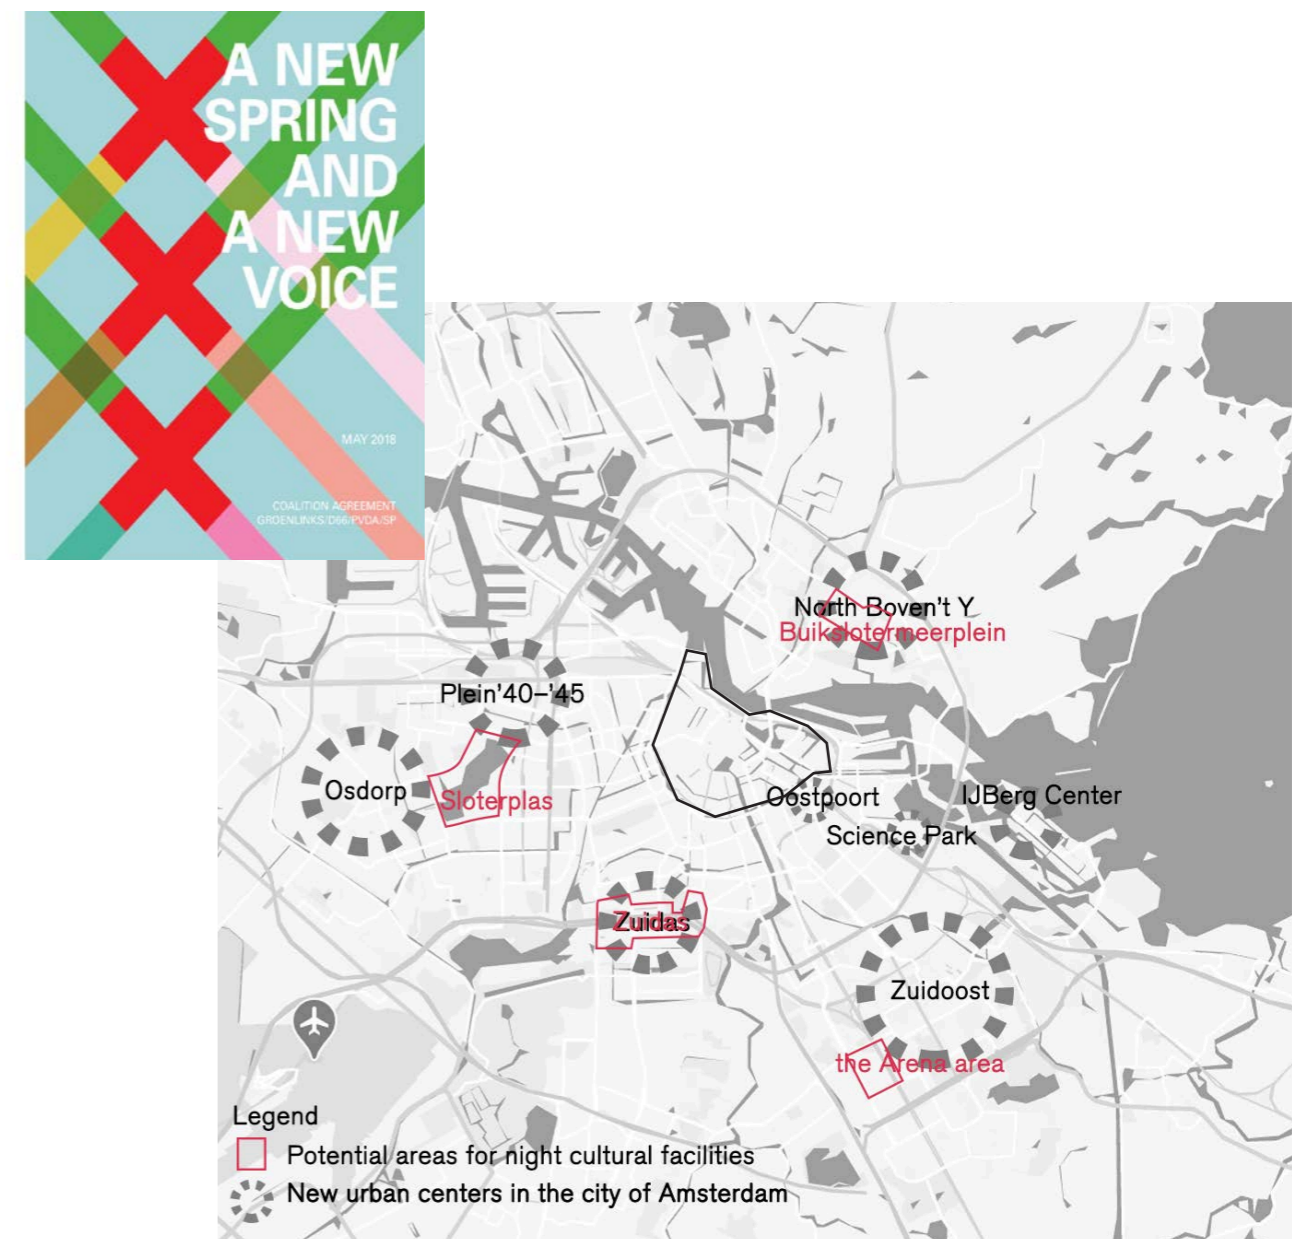 A NEW
SPRING
AND
A NEW
VOICE
MAY 2018
COALITION AGREEMENT
GROENLINKS/D66/PVDA/SP
North Boven't Y
Buikslotermeerplein
Plein'40–'45
Osdorp
Sloterplas
Oostpoort
IJBerg Center
Science Park
Zuidas
Zuidoost
the Arena area
Legend
Potential areas for night cultural facilities
New urban centers in the city of Amsterdam